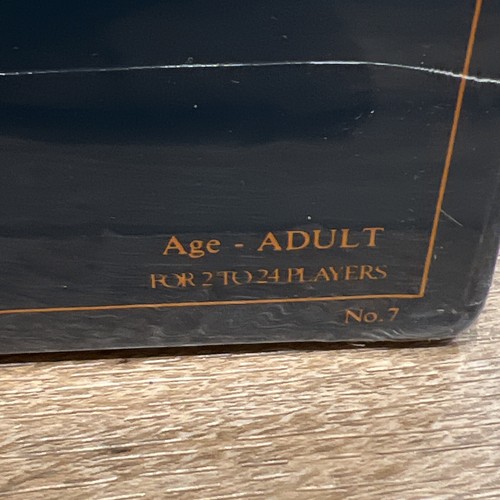 Age - ADULT
FOR 2 TO 24 PLAYERS
No. 7